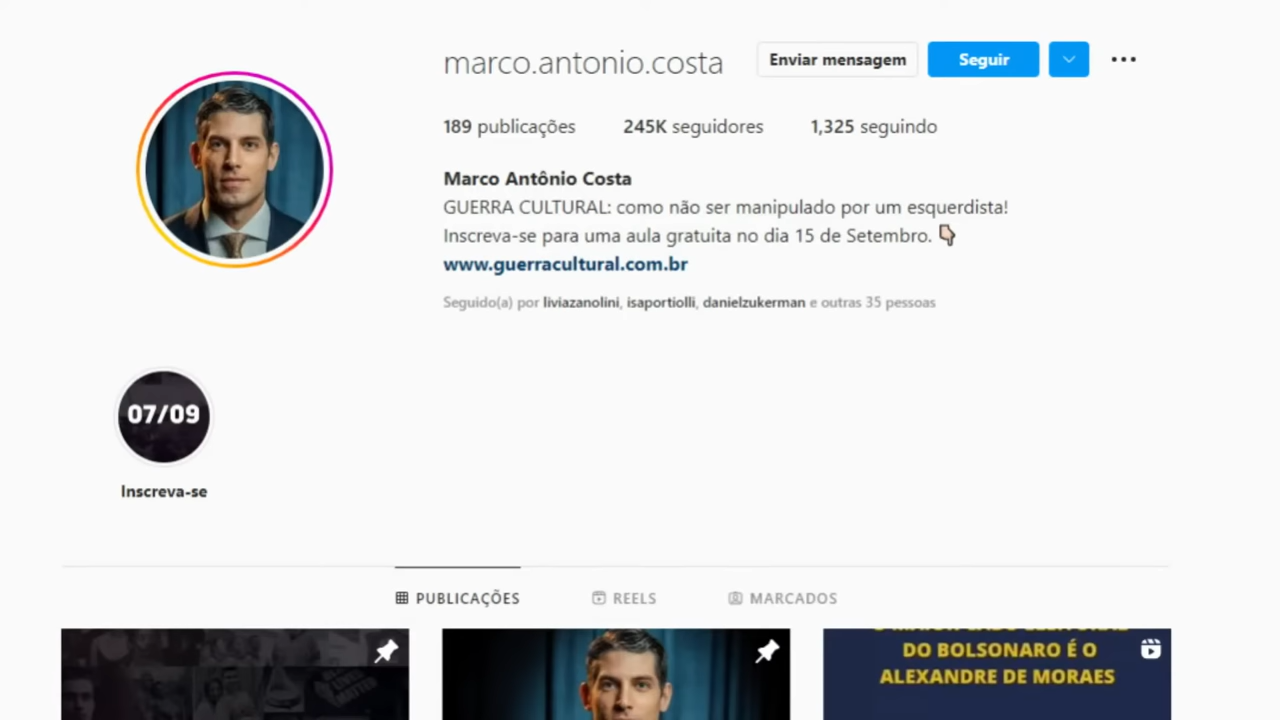 marco.antonio.costa
Enviar mensagem
Seguir
189 publicações
245K seguidores
1,325 seguindo
Marco Antônio Costa
GUERRA CULTURAL: como não ser manipulado por um esquerdista!
Inscreva-se para uma aula gratuita no dia 15 de Setembro.
www.guerracultural.com.br
Seguido(a) por liviazanolini, isaportiolli, danielzukerman e outras 35 pessoas
07/09
Inscreva-se
PUBLICAÇÕES
REELS
MARCADOS
DO BOLSONARO É O
ALEXANDRE DE MORAES